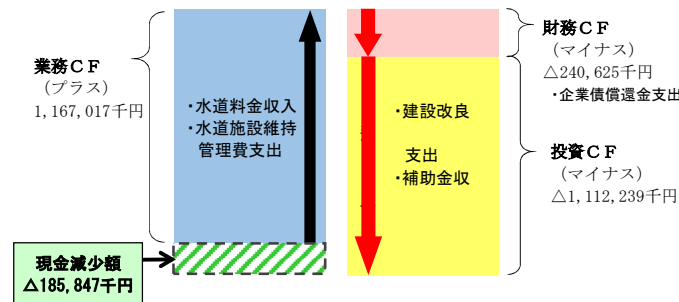 業務CF
(プラス)
1,167,017千円
・水道料金収入
・水道施設維持
管理費支出
現金減少額
△185,847千円
・建設改良
支出
・補助金収
財務CF
(マイナス)
△240,625千円
・企業債償還金支出
投資CF
(マイナス)
△1,112,239千円